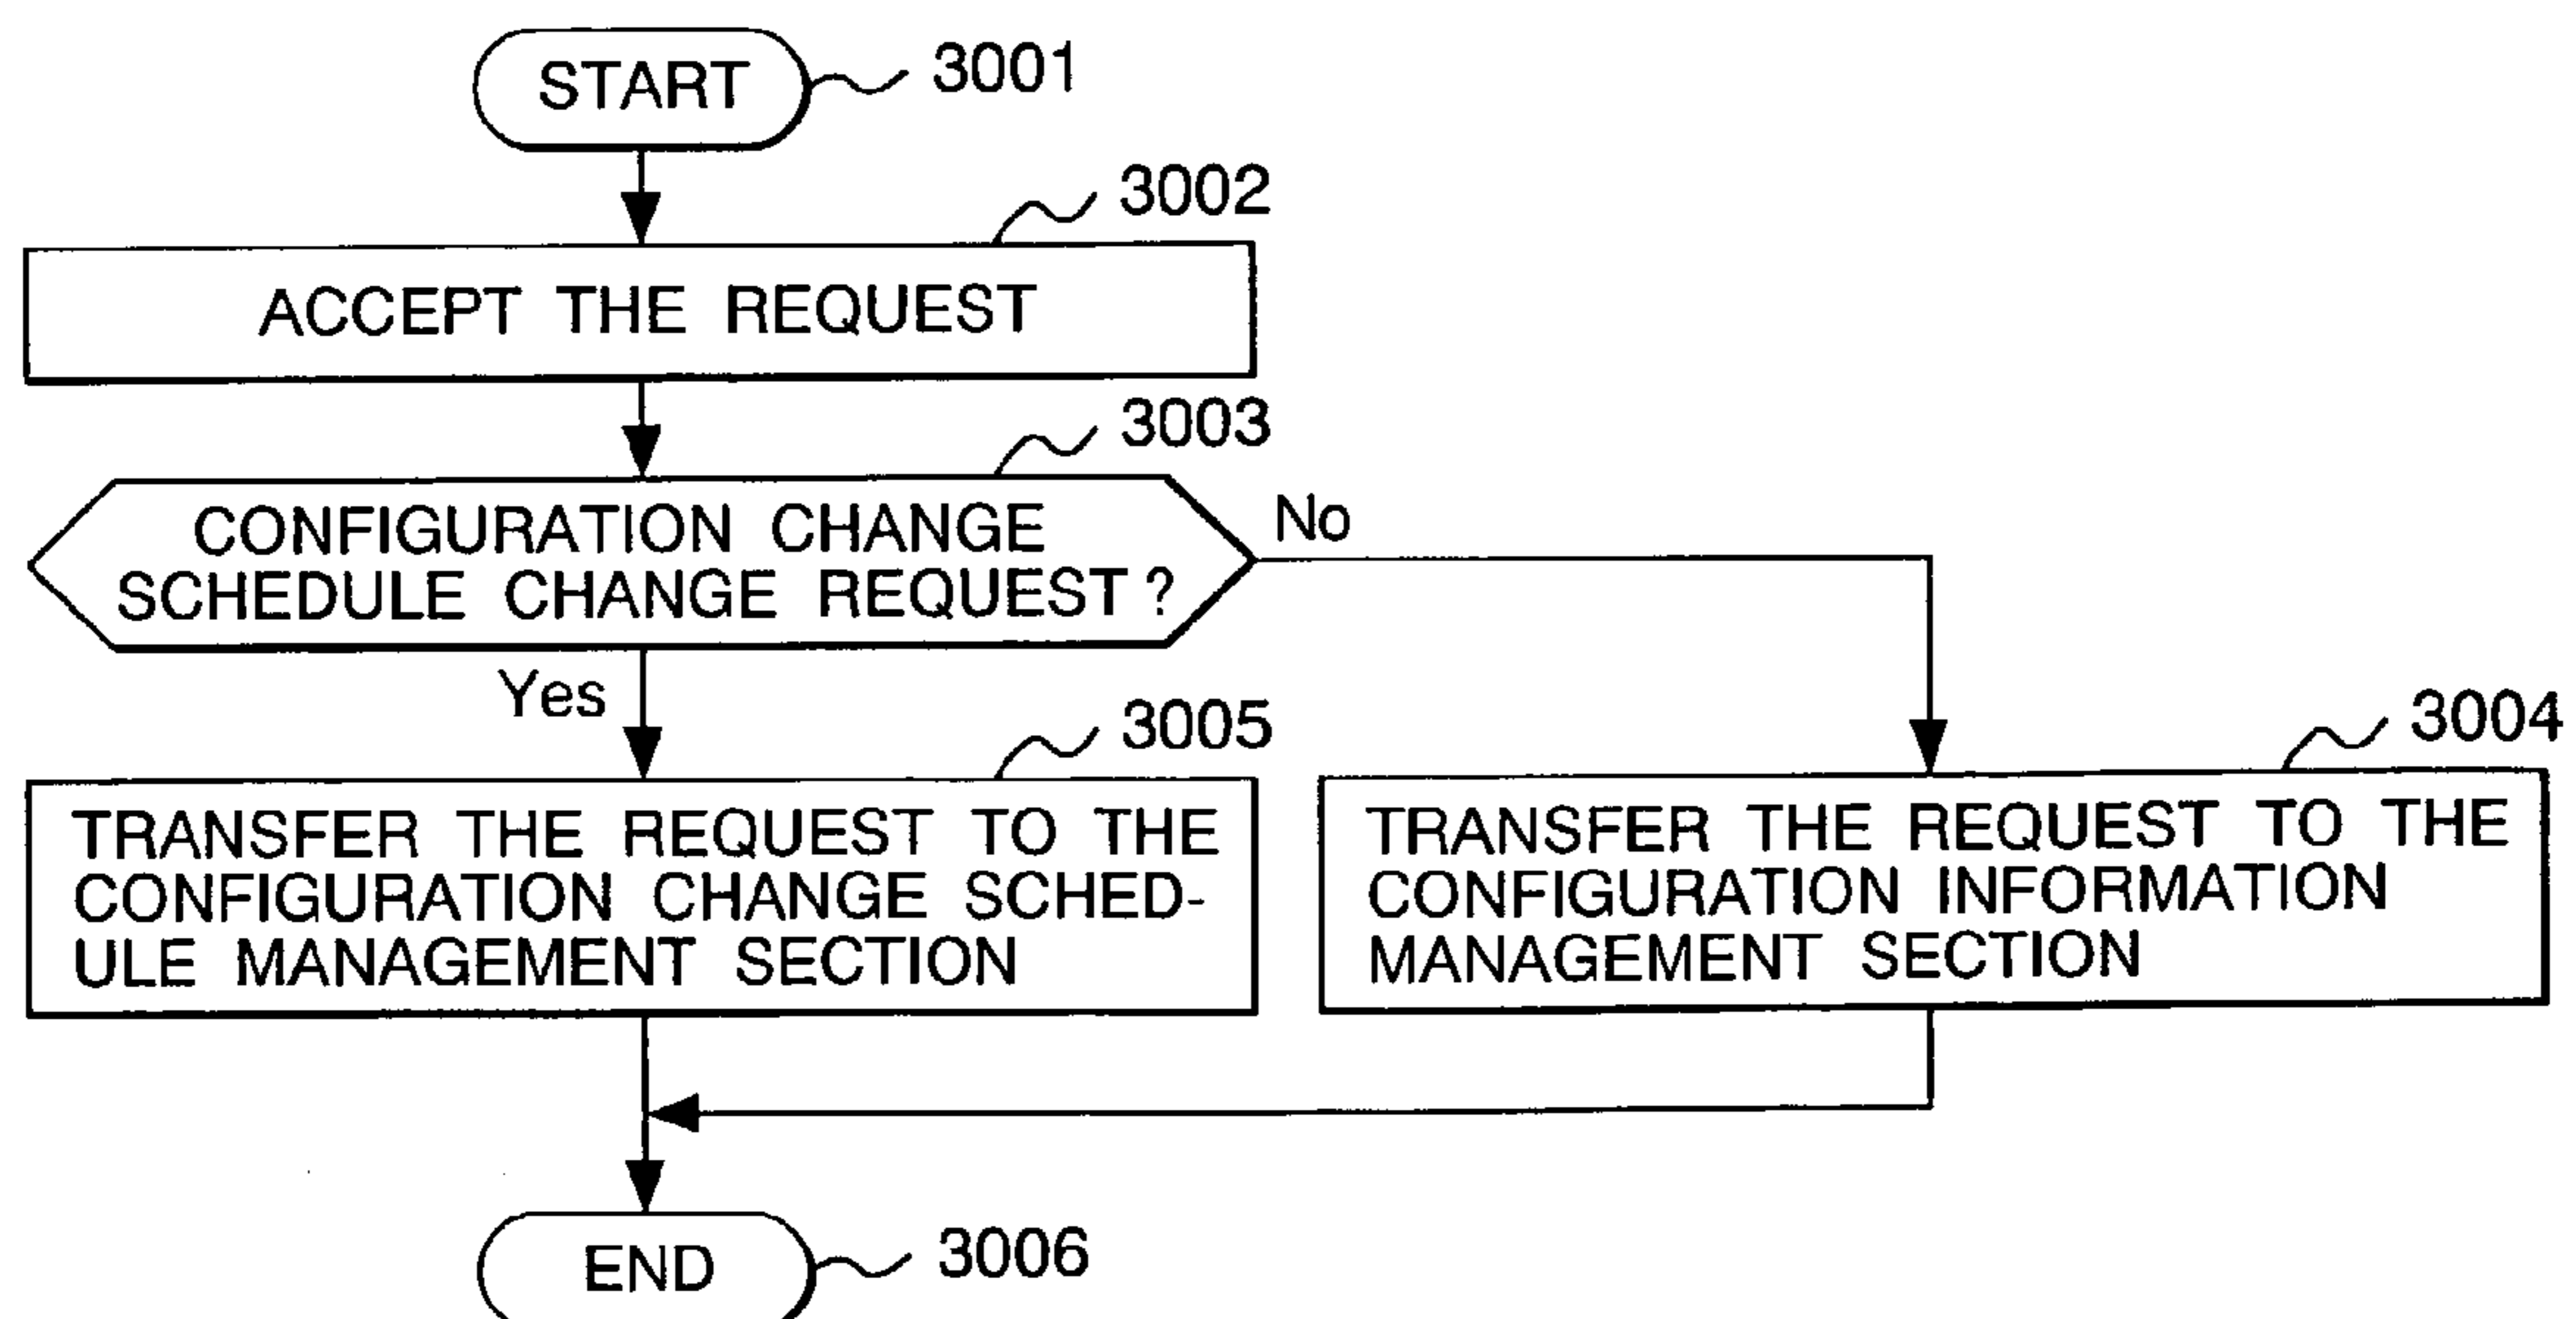 START
3001
3002
ACCEPT THE REQUEST
3003
CONFIGURATION CHANGE
SCHEDULE CHANGE REQUEST?
No
Yes
3005
TRANSFER THE REQUEST TO THE
CONFIGURATION CHANGE SCHED-
ULE MANAGEMENT SECTION
3004
TRANSFER THE REQUEST TO THE
CONFIGURATION INFORMATION
MANAGEMENT SECTION
END
3006